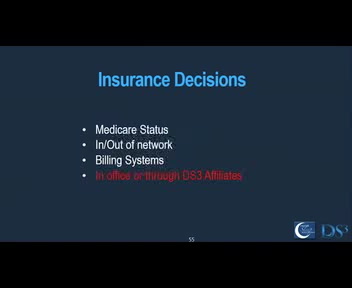 Insurance Decisions
• Medicare Status
• In/Out of network
• Billing Systems
• In office or through DS3 Affiliates
55
DS3